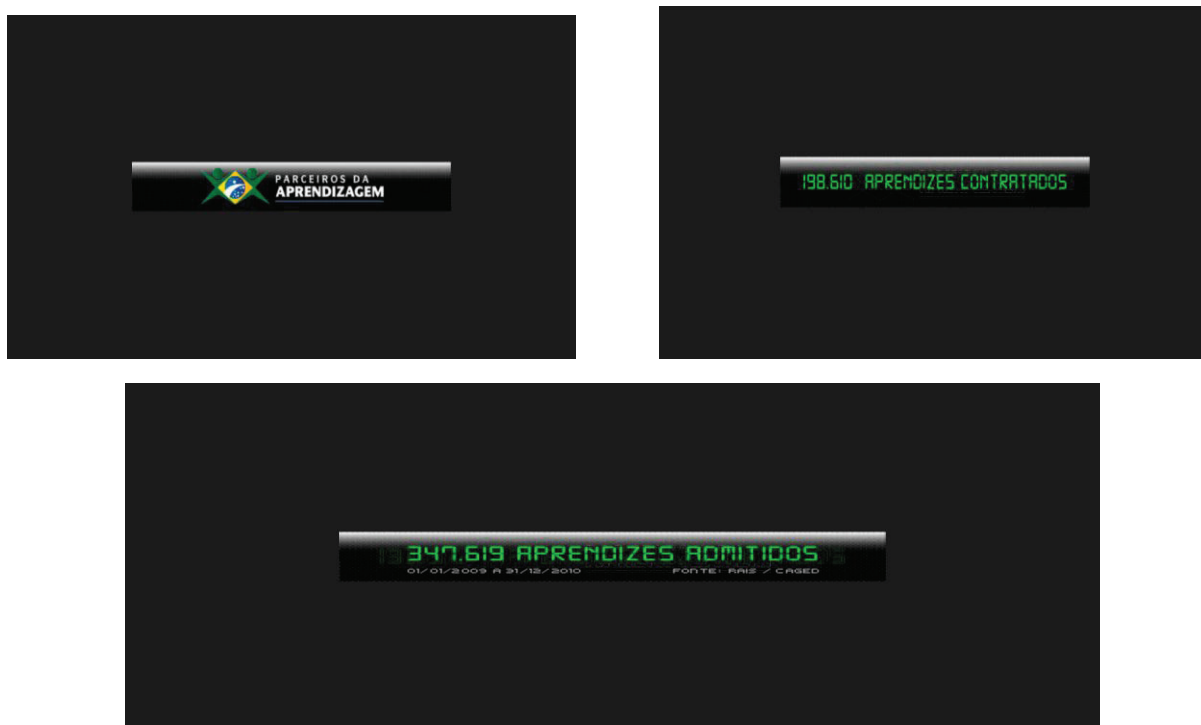 PARCEIROS DA
APRENDIZAGEM
198.610 APRENDIZES CONTRATADOS
347.619 APRENDIZES ADMITIDOS
01/01/2009 A 31/12/2010 FONTE: RAIS / CAGED